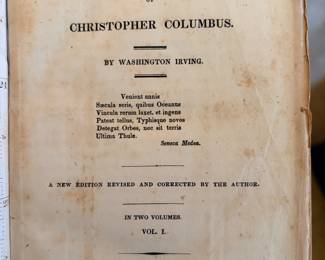 OF
CHRISTOPHER COLUMBUS.
BY WASHINGTON IRVING.
Venient annis
Sæcula seris, quibus Oceanus
Vincula rerum laxet, et ingens
Pateat tellus, Typhisque novos
Detegat Orbes, nec sit terris
Ultima Thule.
Seneca Medea.
A NEW EDITION REVISED AND CORRECTED BY THE AUTHOR.
IN TWO VOLUMES.
VOL. I.